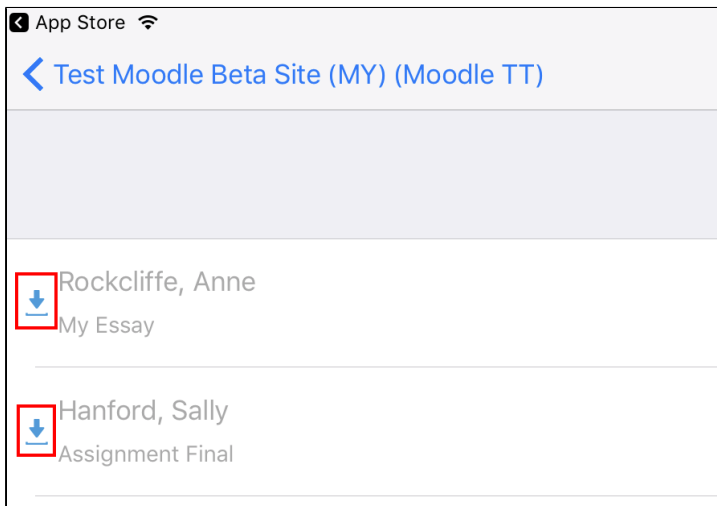 App Store
Test Moodle Beta Site (MY) (Moodle TT)
Rockcliffe, Anne
My Essay
Hanford, Sally
Assignment Final